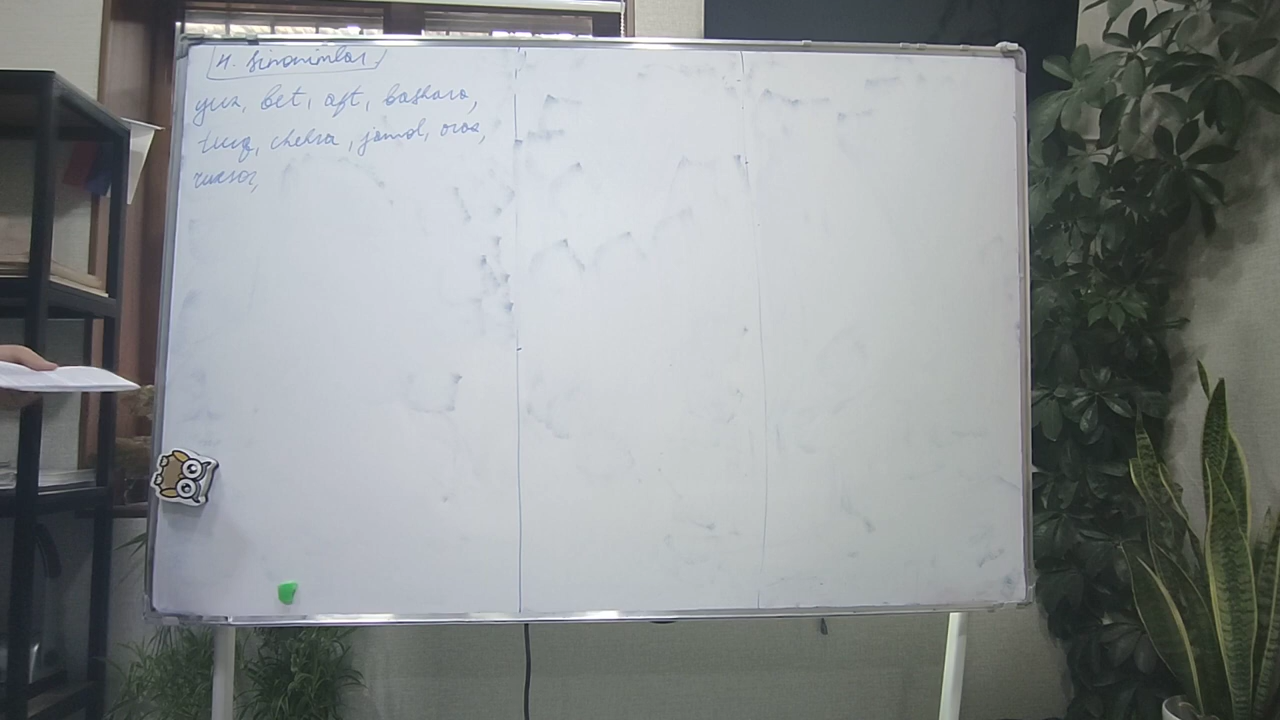 4. Sinonimlar
yuz, bet, aft, bashara,
turq, chehra, jamol, oraz,
ruxsor,